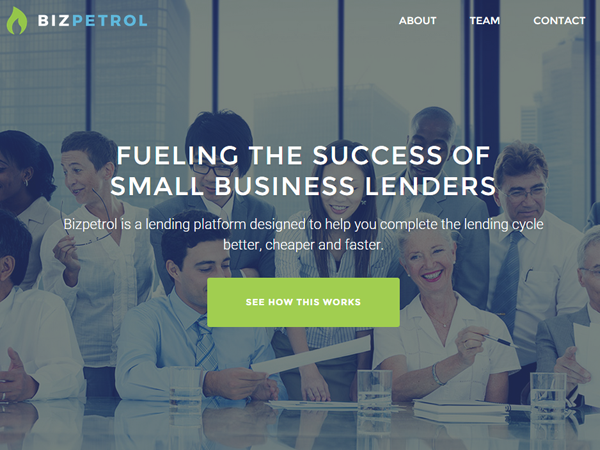 BIZPETROL
ABOUT
TEAM
CONTACT
FUELING THE SUCCESS OF
SMALL BUSINESS LENDERS
Bizpetrol is a lending platform designed to help you complete the lending cycle
better, cheaper and faster.
SEE HOW THIS WORKS